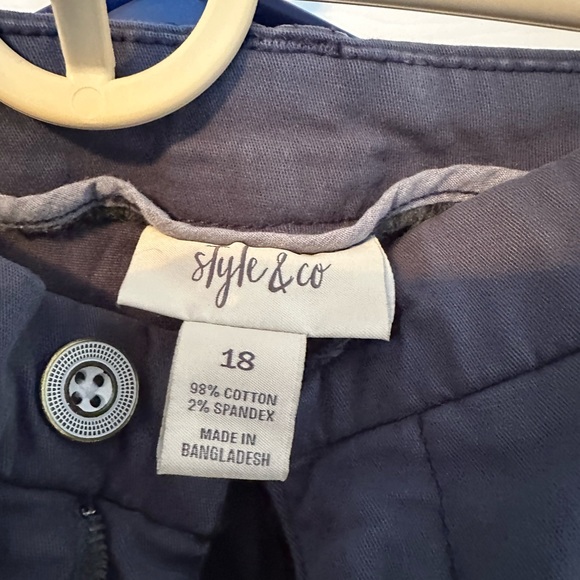 style & co
18
98% COTTON
2% SPANDEX
MADE IN
BANGLADESH